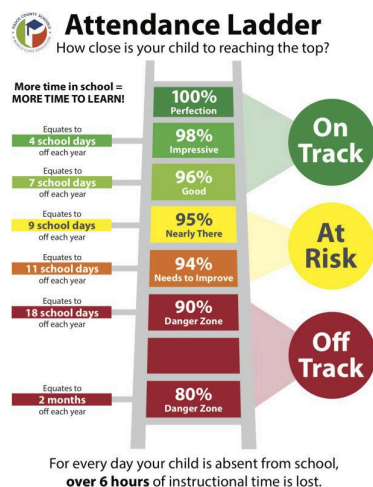 Attendance Ladder
How close is your child to reaching the top?
More time in school =
MORE TIME TO LEARN!
100%
Perfection
Equates to
4 school days
off each year
98%
Impressive
Equates to
7 school days
off each year
96%
Good
Equates to
9 school days
off each year
95%
Nearly There
Equates to
11 school days
off each year
94%
Needs to Improve
Equates to
18 school days
off each year
90%
Danger Zone
Equates to
2 months
off each year
80%
Danger Zone
On
Track
At
Risk
Off
Track
For every day your child is absent from school,
over 6 hours of instructional time is lost.